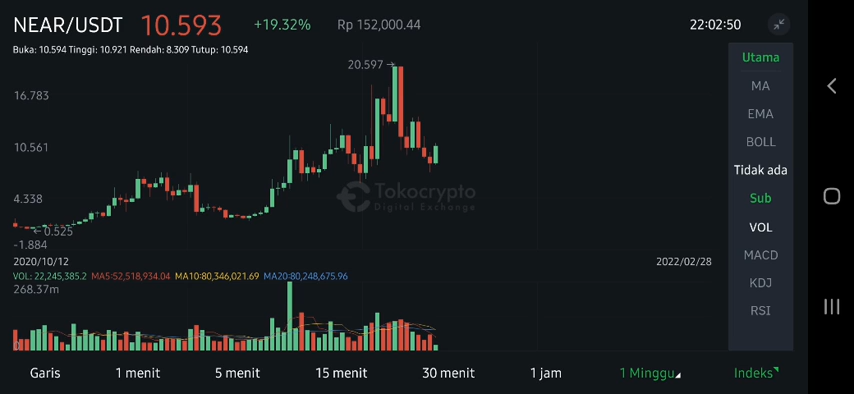 NEAR/USDT 10.593 +19.32% Rp 152,000.44 22:02:50
Buka: 10.594 Tinggi: 10.921 Rendah: 8.309 Tutup: 10.594
Utama
20.597
MA
16.783
EMA
BOLL
10.561
Tidak ada
Tokocrypto
Digital Exchange
4.338
Sub
0.525
VOL
-1.884
MACD
2020/10/12 2022/02/28
VOL: 22,245,385.2 MA5:52,518,934.04 MA10:80,346,021.69 MA20:80,248,675.96
KDJ
268.37m
RSI
0
Garis 1 menit 5 menit 15 menit 30 menit 1 jam 1 Minggu Indeks